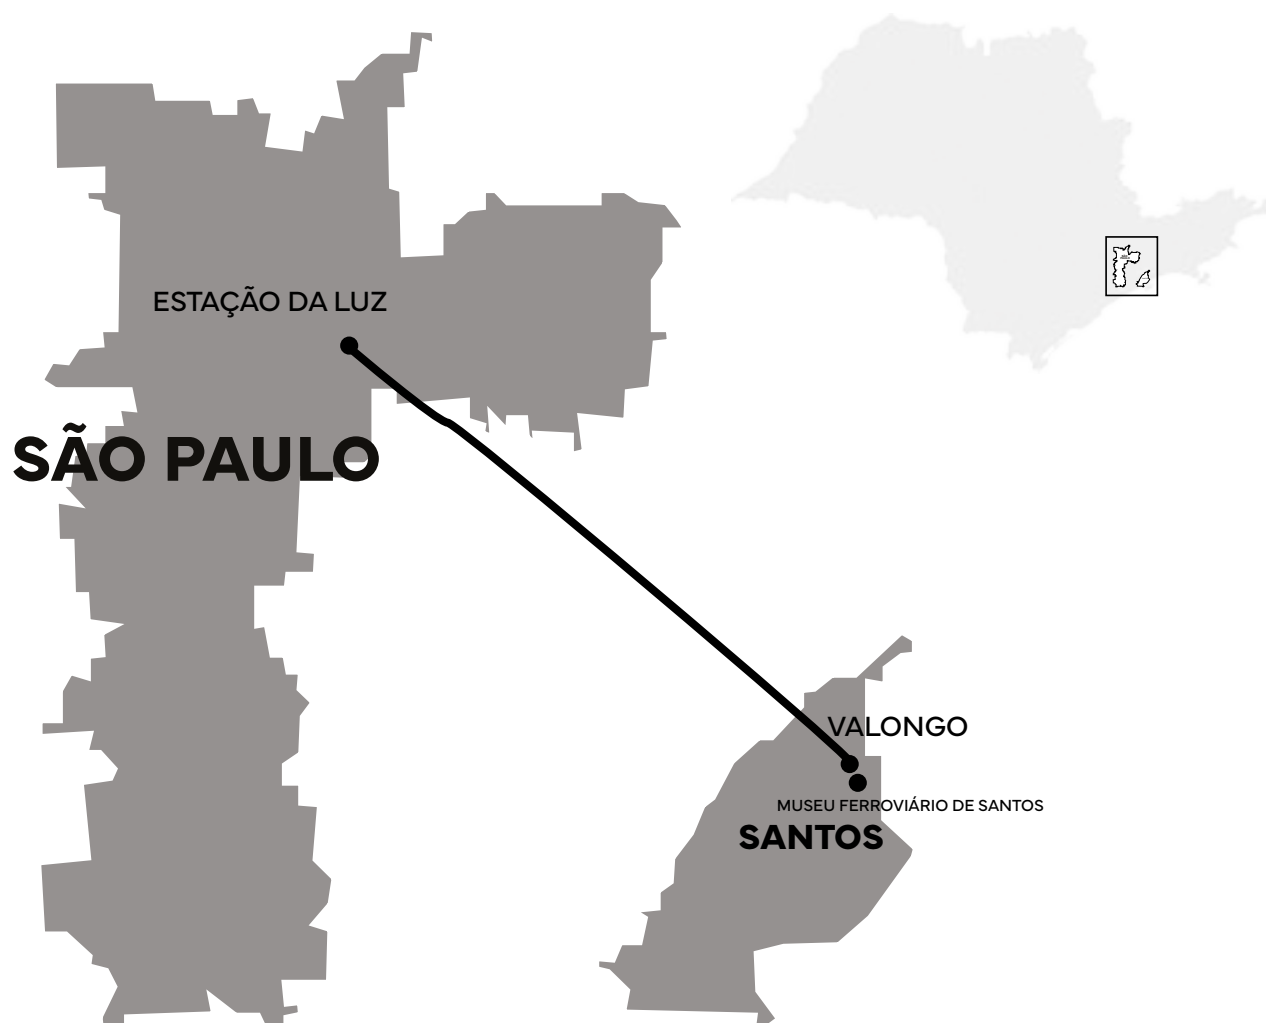 ESTAÇÃO DA LUZ
SÃO PAULO
VALONGO
MUSEU FERROVIÁRIO DE SANTOS
SANTOS